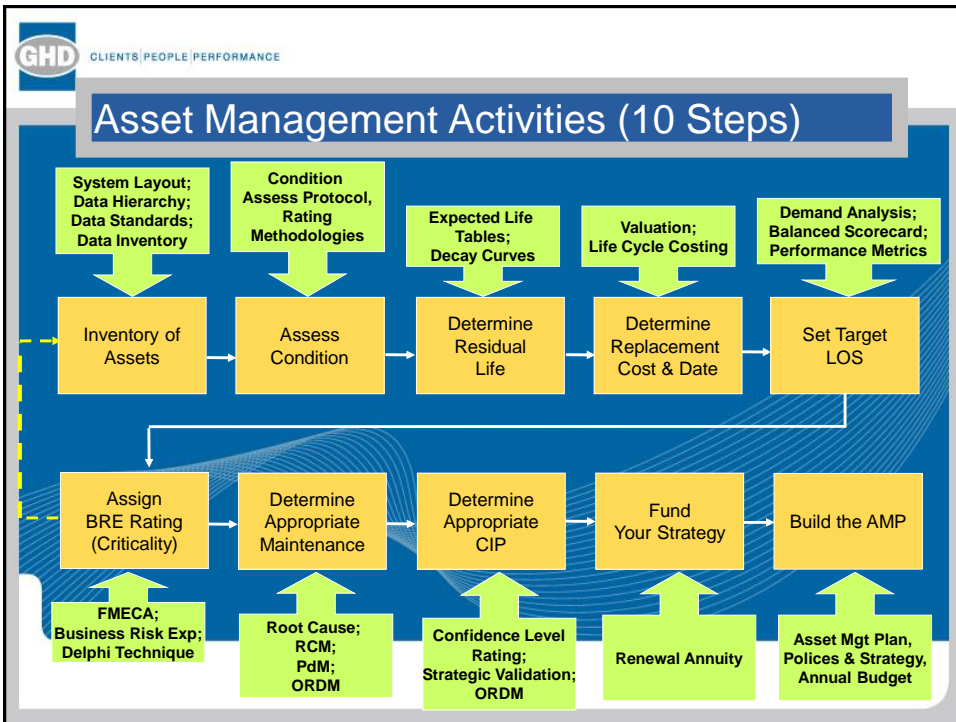 GHD
CLIENTS|PEOPLE|PERFORMANCE
Asset Management Activities (10 Steps)
System Layout;
Data Hierarchy;
Data Standards;
Data Inventory
Condition
Assess Protocol,
Rating
Methodologies
Expected Life
Tables;
Decay Curves
Valuation;
Life Cycle Costing
Demand Analysis;
Balanced Scorecard;
Performance Metrics
Inventory of
Assets
Assess
Condition
Determine
Residual
Life
Determine
Replacement
Cost & Date
Set Target
LOS
Assign
BRE Rating
(Criticality)
Determine
Appropriate
Maintenance
Determine
Appropriate
CIP
Fund
Your Strategy
Build the AMP
FMECA;
Business Risk Exp;
Delphi Technique
Root Cause;
RCM;
PdM;
ORDM
Confidence Level
Rating;
Strategic Validation;
ORDM
Renewal Annuity
Asset Mgt Plan,
Polices & Strategy,
Annual Budget